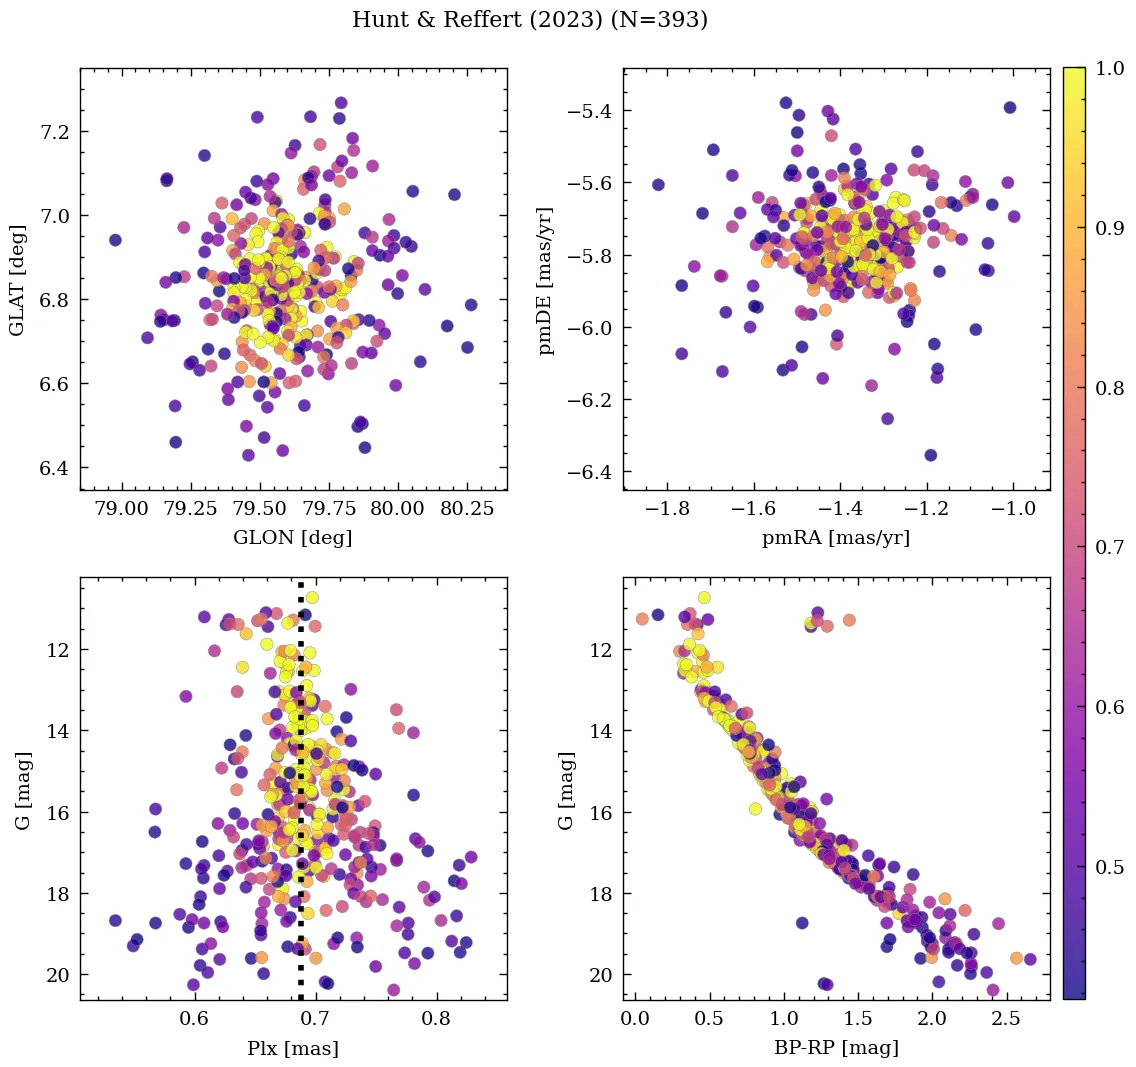 Hunt & Reffert (2023) (N=393)
7.2
7.0
6.8
6.6
6.4
GLAT [deg]
79.00 79.25 79.50 79.75 80.00 80.25
GLON [deg]
−5.4
−5.6
−5.8
−6.0
−6.2
−6.4
pmDE [mas/yr]
−1.8 −1.6 −1.4 −1.2 −1.0
pmRA [mas/yr]
1.0
0.9
0.8
0.7
0.6
0.5
12
14
16
18
20
G [mag]
0.6 0.7 0.8
Plx [mas]
12
14
16
18
20
G [mag]
0.0 0.5 1.0 1.5 2.0 2.5
BP-RP [mag]